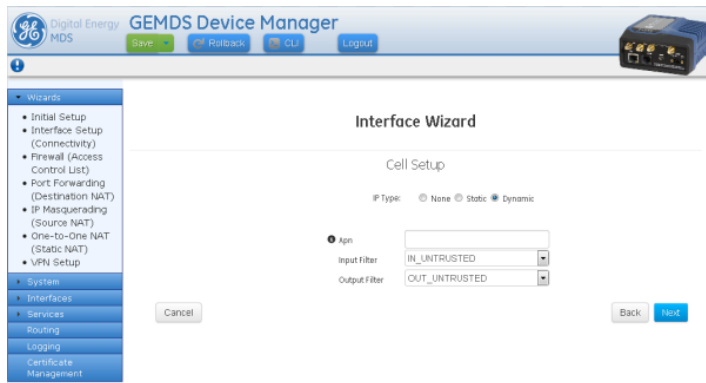 Digital Energy
MDS
GEMDS Device Manager
Save
Rollback
CLI
Logout
Wizards
Initial Setup
Interface Setup
(Connectivity)
Firewall (Access
Control List)
Port Forwarding
(Destination NAT)
IP Masquerading
(Source NAT)
One-to-One NAT
(Static NAT)
VPN Setup
System
Interfaces
Services
Routing
Logging
Certificate
Management
Interface Wizard
Cell Setup
IP Type: None Static Dynamic
Apn
Input Filter IN_UNTRUSTED
Output Filter OUT_UNTRUSTED
Cancel Back Next